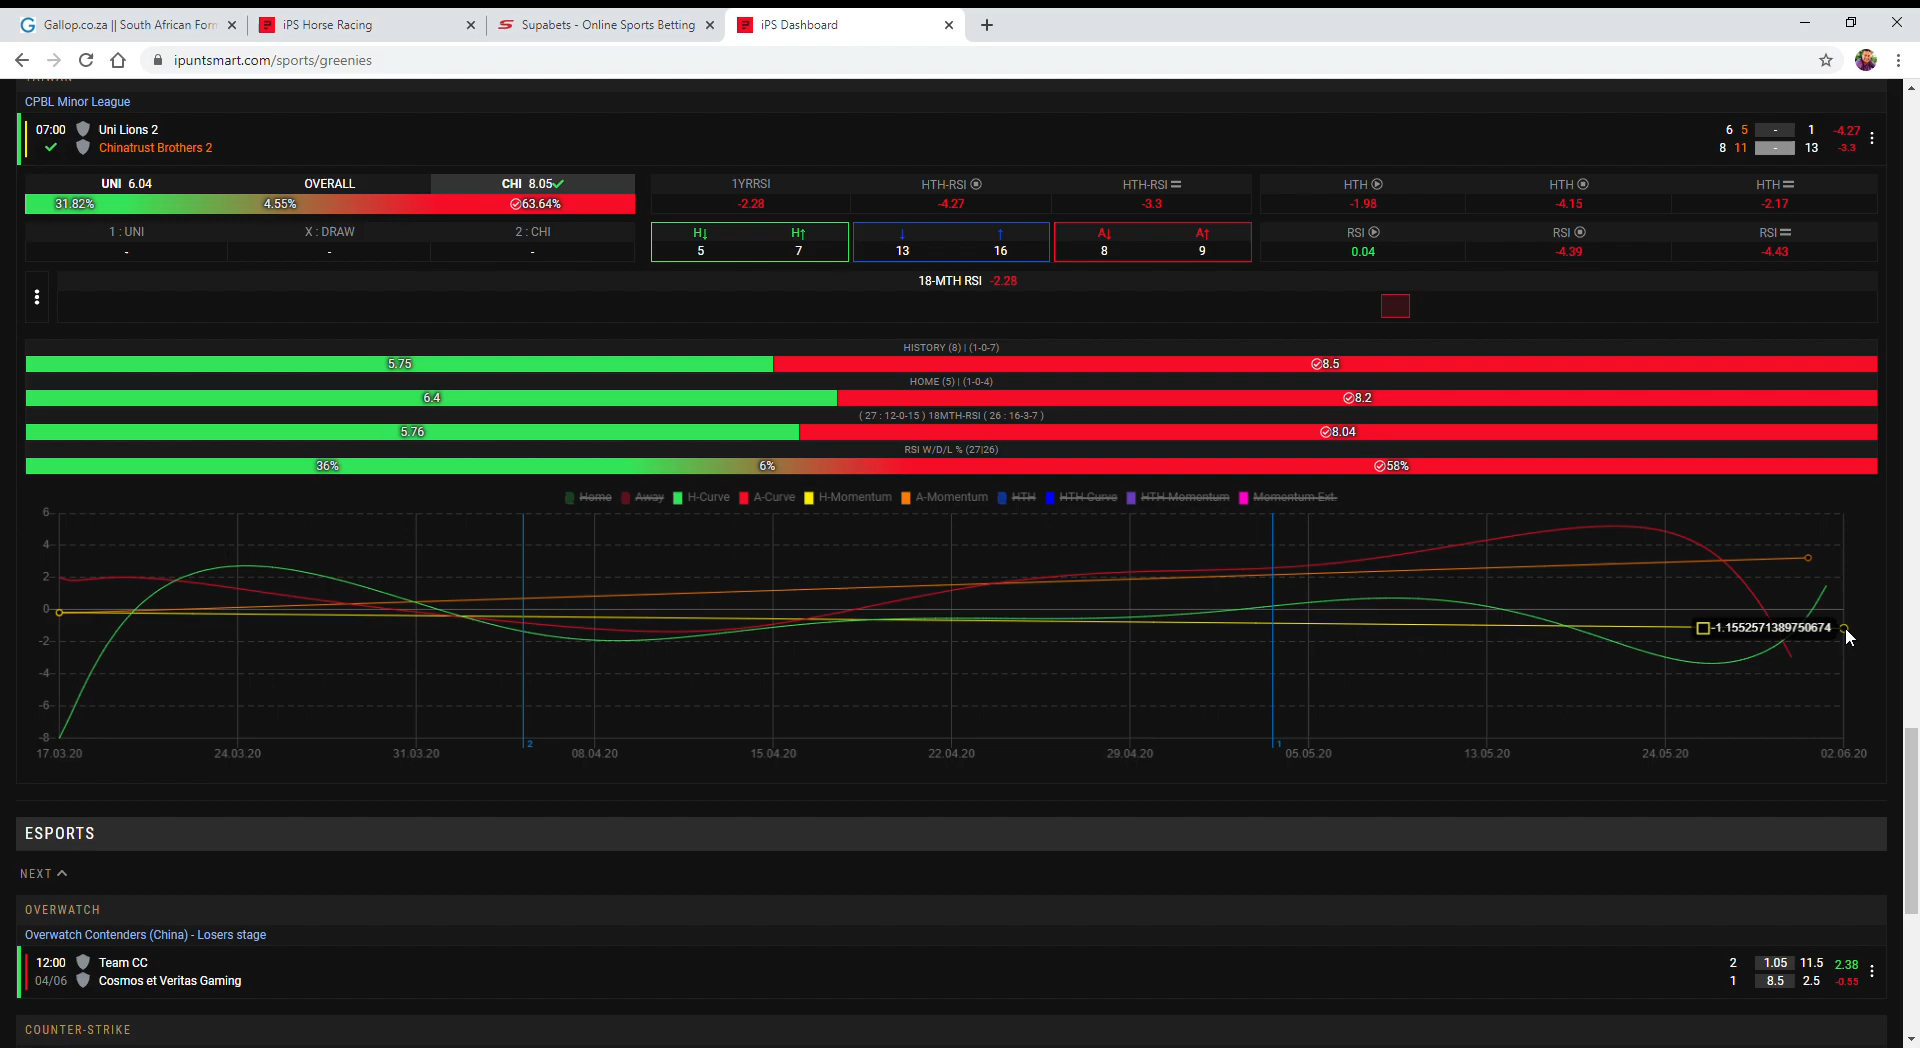 Gallop.co.za || South African Forn
iPS Horse Racing
Supabets - Online Sports Betting
iPS Dashboard
ipuntsmart.com/sports/greenies
CPBL Minor League
07:00 Uni Lions 2 6 5 - 1 -4.27
Chinatrust Brothers 2 8 11 - 13 -3.3
UNI 6.04 OVERALL CHI 8.05
31.82% 4.55% 63.64%
1 : UNI X : DRAW 2 : CHI
- - -
1YRRSI HTH-RSI HTH-RSI
-2.28 -4.27 -3.3
H↓ H↑ ↓ ↑ A↓ A↑
5 7 13 16 8 9
HTH HTH HTH
-1.98 -4.15 -2.17
RSI RSI RSI
0.04 -4.39 -4.43
18-MTH RSI -2.28
HISTORY (8) | (1-0-7)
5.75 8.5
HOME (5) | (1-0-4)
6.4 8.2
( 27 : 12-0-15 ) 18MTH-RSI ( 26 : 16-3-7 )
5.76 8.04
RSI W/D/L % (27|26)
36% 6% 58%
Home Away H-Curve A-Curve H-Momentum A-Momentum HTH HTH Curve HTH Momentum Momentum Ext.
6
4
2
0
-1.1552571389750674
-2
-4
-6
-8
2 1
17.03.20 24.03.20 31.03.20 08.04.20 15.04.20 22.04.20 29.04.20 05.05.20 13.05.20 24.05.20 02.06.20
ESPORTS
NEXT
OVERWATCH
Overwatch Contenders (China) - Losers stage
12:00 Team CC 2 1.05 11.5 2.38
04/06 Cosmos et Veritas Gaming 1 8.5 2.5 -0.55
COUNTER-STRIKE